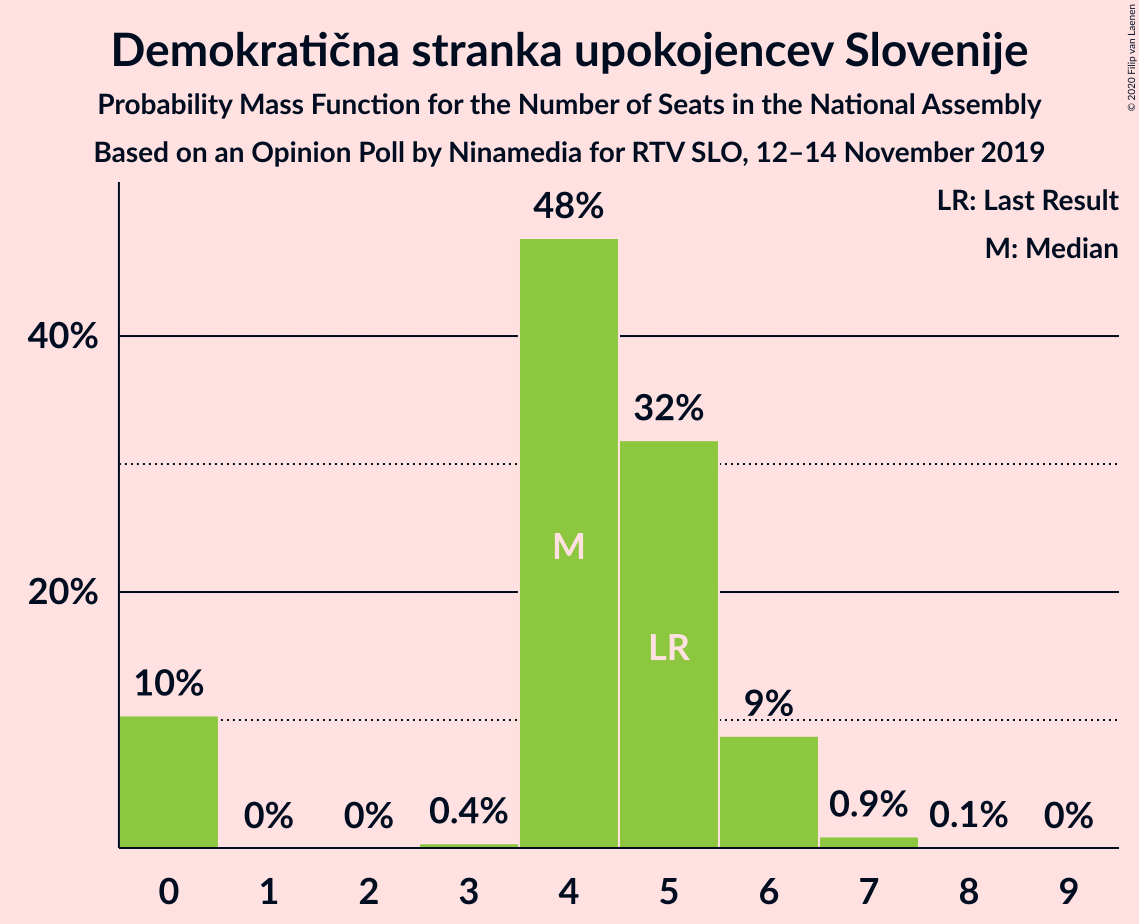 Demokratična stranka upokojencev Slovenije
Probability Mass Function for the Number of Seats in the National Assembly
Based on an Opinion Poll by Ninamedia for RTV SLO, 12–14 November 2019
© 2020 Filip van Laenen
LR: Last Result
M: Median
48%
40%
32%
M
20%
LR
10%
9%
0%
0%
0.4%
0.9%
0.1%
0%
0 1 2 3 4 5 6 7 8 9